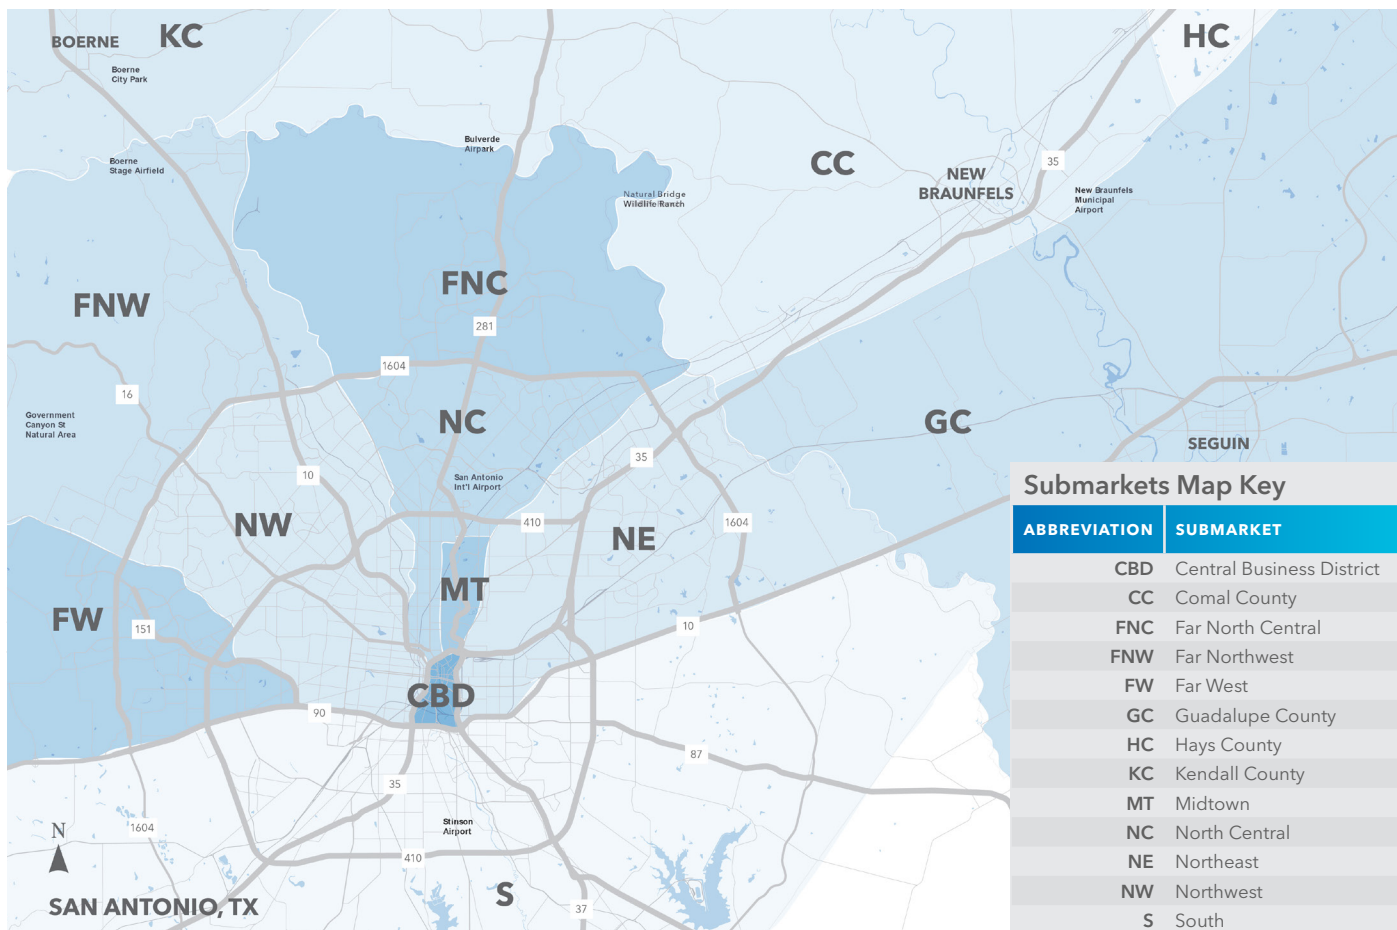 BOERNE
KC
HC
Boerne
City Park
Bulverde
Airpark
Boerne
Stage Airfield
CC
35
NEW
BRAUNFELS
New Braunfels
Municipal
Airport
Natural Bridge
Wildlife Ranch
FNC
FNW
281
1604
16
Government
Canyon St
Natural Area
NC
GC
SEGUIN
35
10
San Antonio
Int'l Airport
NW
410
NE
1604
MT
FW
151
10
CBD
90
87
35
Stinson
Airport
N
1604
410
S
37
SAN ANTONIO, TX
Submarkets Map Key
ABBREVIATION SUBMARKET
CBD Central Business District
CC Comal County
FNC Far North Central
FNW Far Northwest
FW Far West
GC Guadalupe County
HC Hays County
KC Kendall County
MT Midtown
NC North Central
NE Northeast
NW Northwest
S South